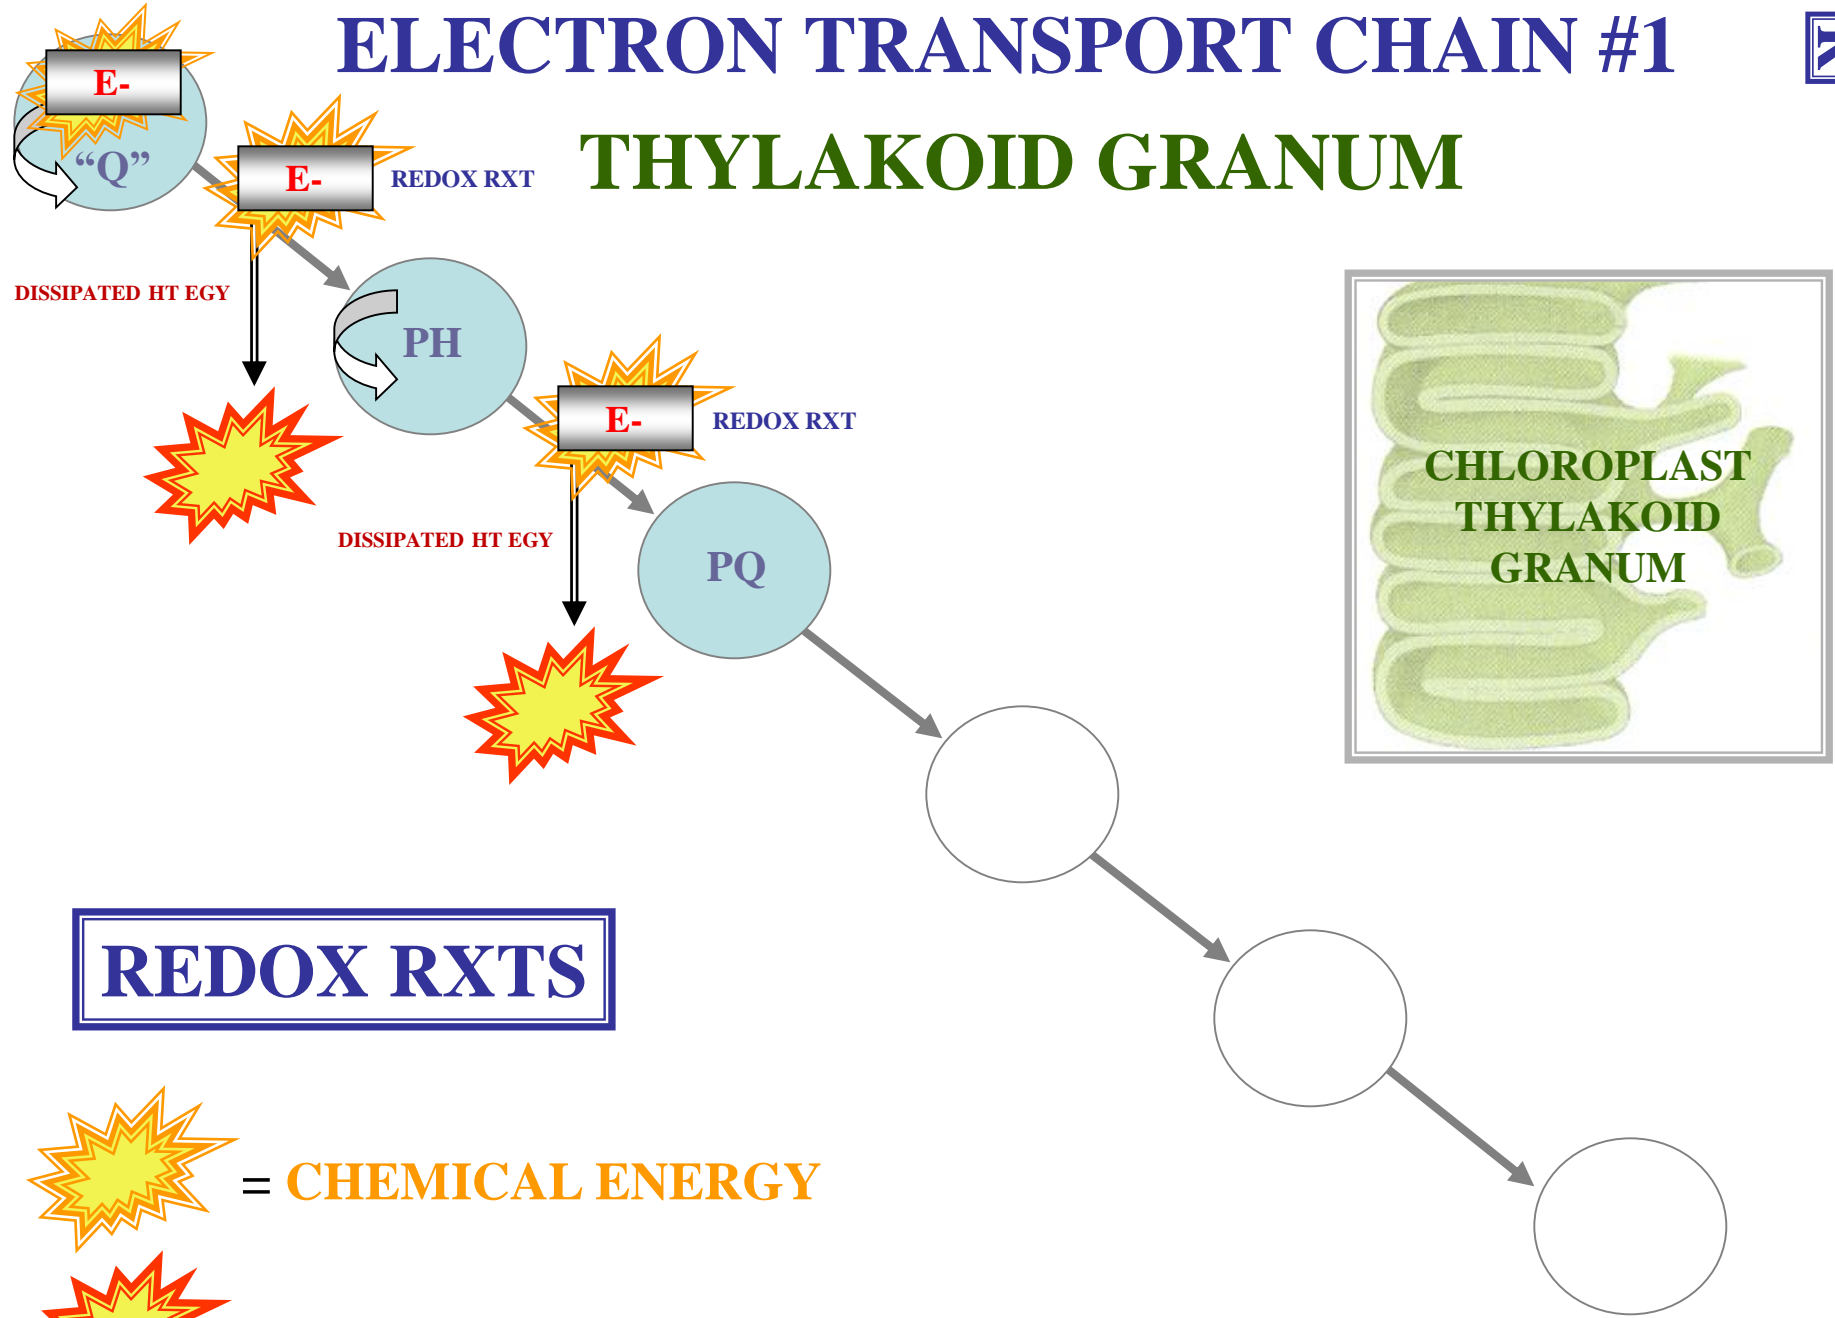 ELECTRON TRANSPORT CHAIN #1
THYLAKOID GRANUM
E-
“Q”
E-
REDOX RXT
DISSIPATED HT EGY
PH
E-
REDOX RXT
DISSIPATED HT EGY
PQ
CHLOROPLAST
THYLAKOID
GRANUM
REDOX RXTS
= CHEMICAL ENERGY